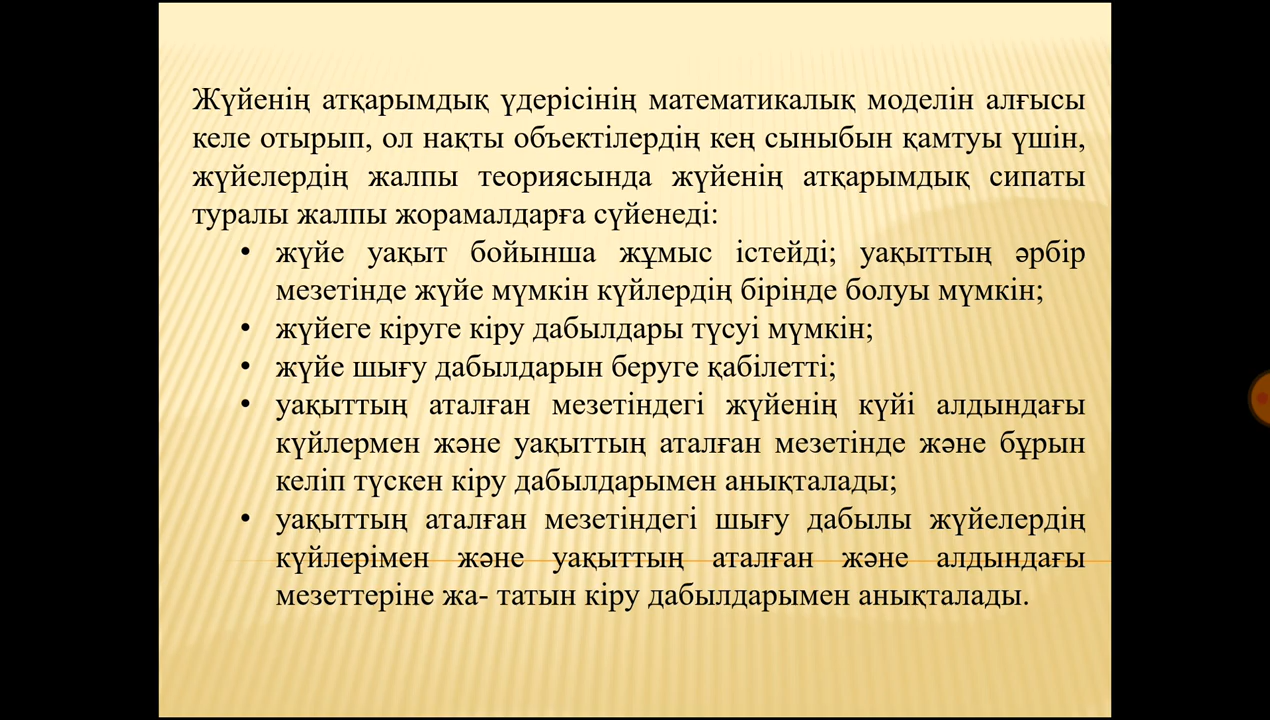 Жүйенің атқарымдық үдерісінің математикалық моделін алғысы
келе отырып, ол нақты объектілердің кең сыныбын қамтуы үшін,
жүйелердің жалпы теориясында жүйенің атқарымдық сипаты
туралы жалпы жорамалдарға сүйенеді:
• жүйе уақыт бойынша жұмыс істейді; уақыттың әрбір
мезетінде жүйе мүмкін күйлердің бірінде болуы мүмкін;
• жүйеге кіруге кіру дабылдары түсуі мүмкін;
• жүйе шығу дабылдарын беруге қабілетті;
• уақыттың аталған мезетіндегі жүйенің күйі алдындағы
күйлермен және уақыттың аталған мезетінде және бұрын
келіп түскен кіру дабылдарымен анықталады;
• уақыттың аталған мезетіндегі шығу дабылы жүйелердің
күйлерімен және уақыттың аталған және алдындағы
мезеттеріне жа- татын кіру дабылдарымен анықталады.